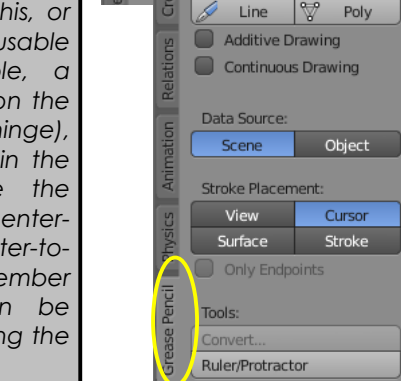 his, or
usable
ble, a
on the
hinge),
in the
the
enter-
ter-to-
ember
n be
ng the
Relations
Animation
Physics
Grease Pencil
Line Poly
Additive Drawing
Continuous Drawing
Data Source:
Scene Object
Stroke Placement:
View Cursor
Surface Stroke
Only Endpoints
Tools:
Convert...
Ruler/Protractor